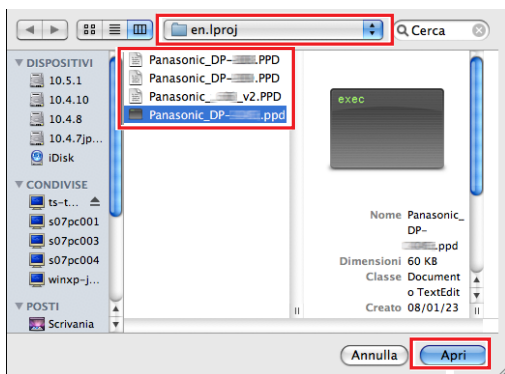 en.lproj
Cerca
DISPOSITIVI
10.5.1
10.4.10
10.4.8
10.4.7jp...
iDisk
CONDIVISE
ts-t...
s07pc001
s07pc003
s07pc004
winxp-j...
POSTI
Scrivania
Panasonic_DP- .PPD
Panasonic_DP- .PPD
Panasonic_ _v2.PPD
Panasonic_DP- .ppd
exec
Nome Panasonic_
DP-
.ppd
Dimensioni 60 KB
Classe Document
o TextEdit
Creato 08/01/23
Annulla
Apri